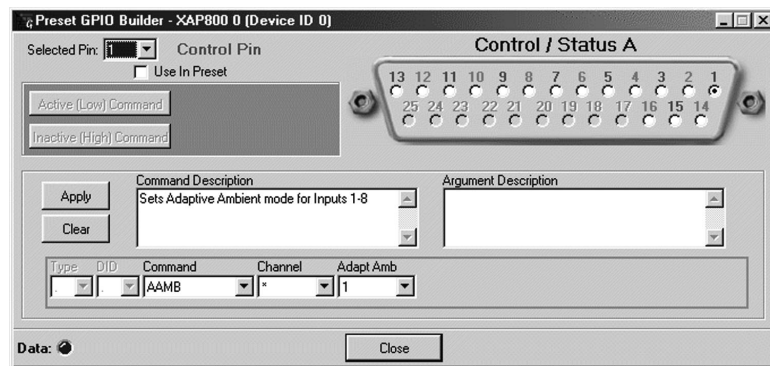 Preset GPIO Builder - XAP800 0 (Device ID 0)
Selected Pin: 1 Control Pin
Use In Preset
Active (Low) Command
Inactive (High) Command
Control / Status A
13 12 11 10 9 8 7 6 5 4 3 2 1
25 24 23 22 21 20 19 18 17 16 15 14
Apply
Clear
Command Description
Sets Adaptive Ambient mode for Inputs 1-8
Argument Description
Type DID Command Channel Adapt Amb
. . AAMB * 1
Data:
Close